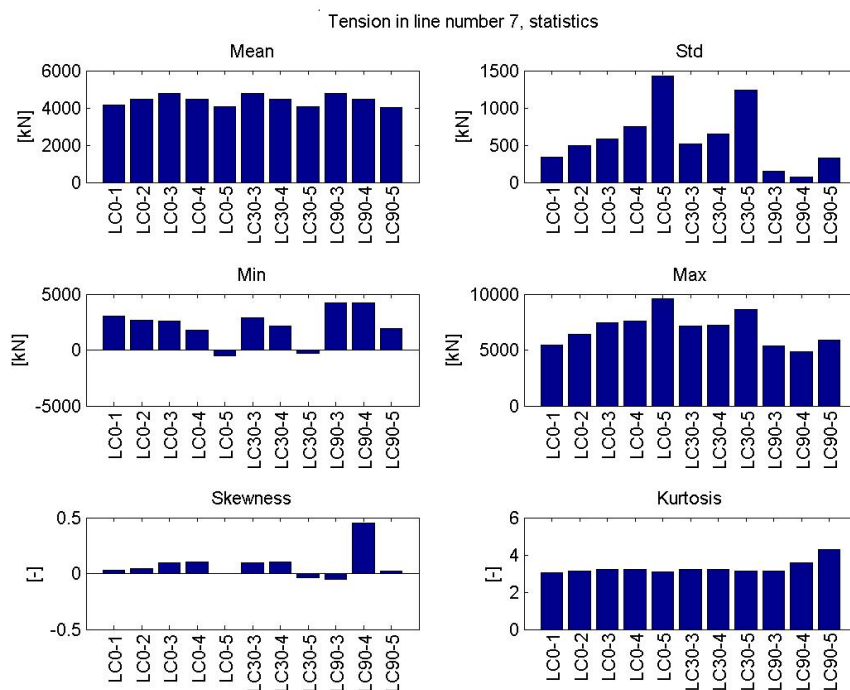 Tension in line number 7, statistics
Mean
[kN]
6000
4000
2000
0
LC0-1
LC0-2
LC0-3
LC0-4
LC0-5
LC30-3
LC30-4
LC30-5
LC90-3
LC90-4
LC90-5
Std
[kN]
1500
1000
500
0
LC0-1
LC0-2
LC0-3
LC0-4
LC0-5
LC30-3
LC30-4
LC30-5
LC90-3
LC90-4
LC90-5
Min
[kN]
5000
0
-5000
LC0-1
LC0-2
LC0-3
LC0-4
LC0-5
LC30-3
LC30-4
LC30-5
LC90-3
LC90-4
LC90-5
Max
[kN]
10000
5000
0
LC0-1
LC0-2
LC0-3
LC0-4
LC0-5
LC30-3
LC30-4
LC30-5
LC90-3
LC90-4
LC90-5
Skewness
[-]
0.5
0
-0.5
LC0-1
LC0-2
LC0-3
LC0-4
LC0-5
LC30-3
LC30-4
LC30-5
LC90-3
LC90-4
LC90-5
Kurtosis
[-]
6
4
2
0
LC0-1
LC0-2
LC0-3
LC0-4
LC0-5
LC30-3
LC30-4
LC30-5
LC90-3
LC90-4
LC90-5